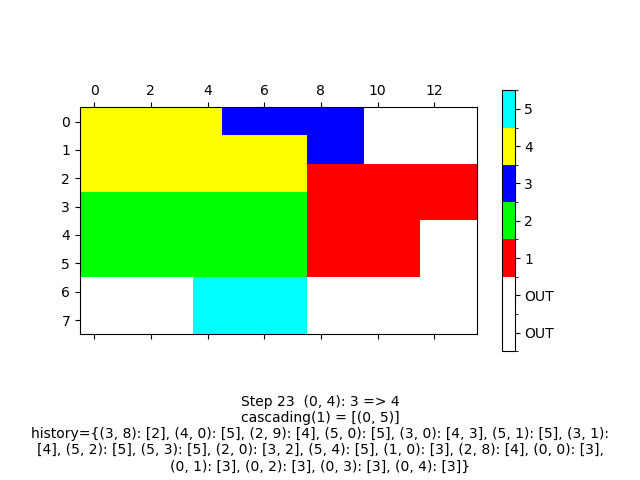 0 2 4 6 8 10 12
0
1
2
3
4
5
6
7
5
4
3
2
1
OUT
OUT
Step 23  (0, 4): 3 => 4
cascading(1) = [(0, 5)]
history={(3, 8): [2], (4, 0): [5], (2, 9): [4], (5, 0): [5], (3, 0): [4, 3], (5, 1): [5], (3, 1):
[4], (5, 2): [5], (5, 3): [5], (2, 0): [3, 2], (5, 4): [5], (1, 0): [3], (2, 8): [4], (0, 0): [3],
(0, 1): [3], (0, 2): [3], (0, 3): [3], (0, 4): [3]}